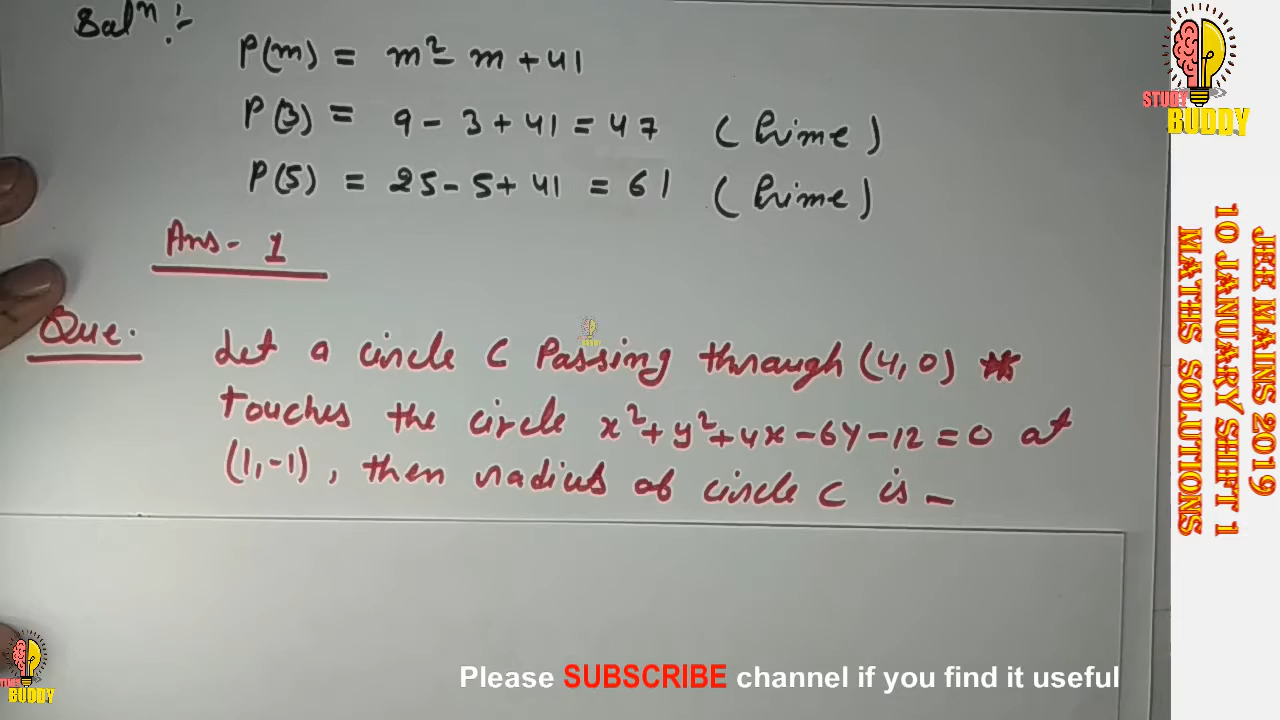 Solⁿ :-
P(m) = m² - m + 41
P(3) = 9 - 3 + 41 = 47 (Prime)
P(5) = 25 - 5 + 41 = 61 (Prime)
Ans - 1
Que. Let a circle C Passing through (4, 0)
touches the circle x² + y² + 4x - 6y - 12 = 0 at
(1, -1), then radius of circle C is -
Please SUBSCRIBE channel if you find it useful
STUDY
BUDDY
JEE MAINS 2019
10 JANUARY SHIFT 1
MATHS SOLUTIONS
BUDDY